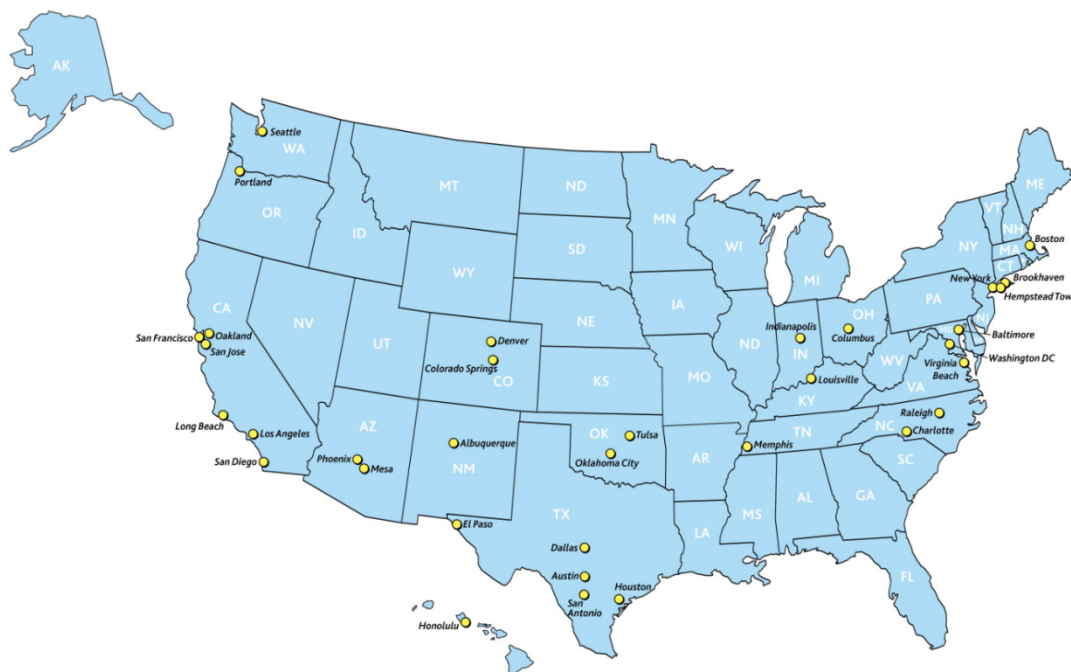 AK
Seattle
WA
Portland
OR
MT
ID
ND
MN
ME
VT
NH
SD
WI
NY
MA
Boston
WY
MI
CT
Brookhaven
New York
Hempstead Tow
IA
PA
NJ
CA
NV
NE
OH
MD
Baltimore
San Francisco
Oakland
San Jose
UT
Denver
Colorado Springs
CO
Indianapolis
IN
Columbus
ND
WV
Washington DC
Virginia
Beach
KS
MO
Louisville
VA
KY
Long Beach
Los Angeles
AZ
OK
Tulsa
TN
NC
Raleigh
Charlotte
San Diego
Phoenix
Mesa
Albuquerque
NM
Oklahoma City
AR
Memphis
SC
El Paso
TX
MS
AL
GA
LA
Dallas
Austin
San
Antonio
Houston
FL
Honolulu